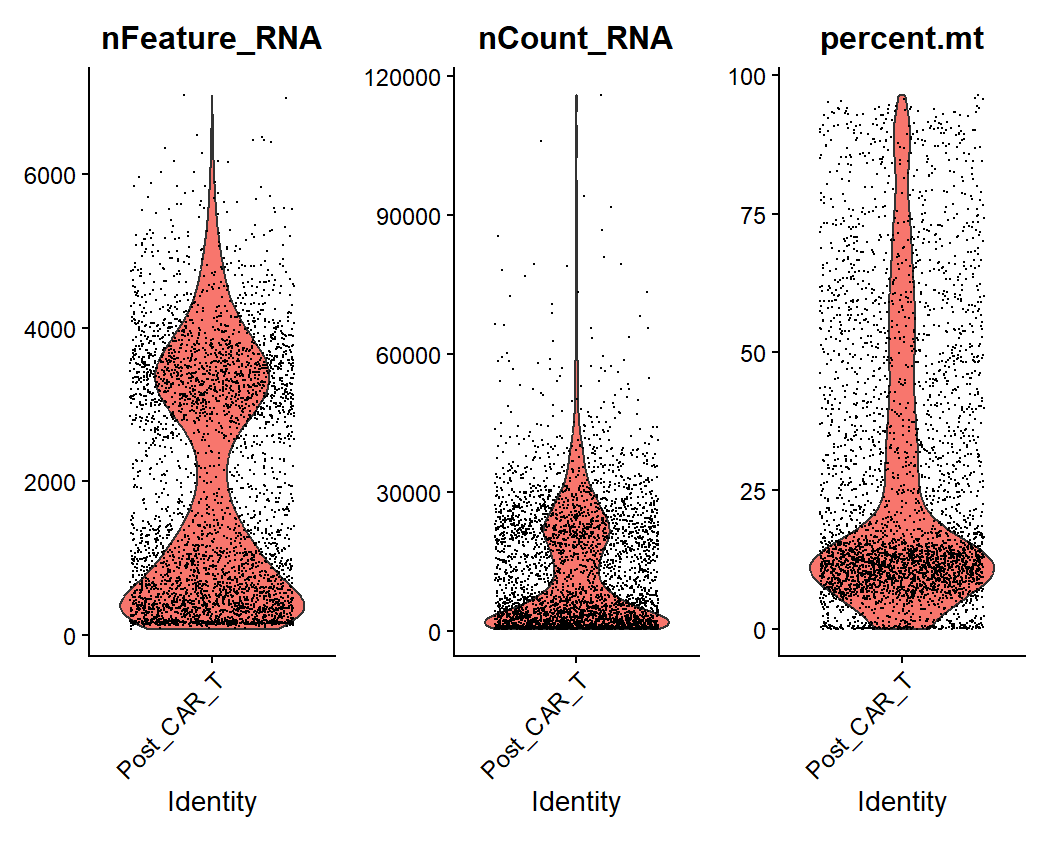 nFeature_RNA
6000
4000
2000
0
Post_CAR_T
Identity
nCount_RNA
120000
90000
60000
30000
0
Post_CAR_T
Identity
percent.mt
100
75
50
25
0
Post_CAR_T
Identity